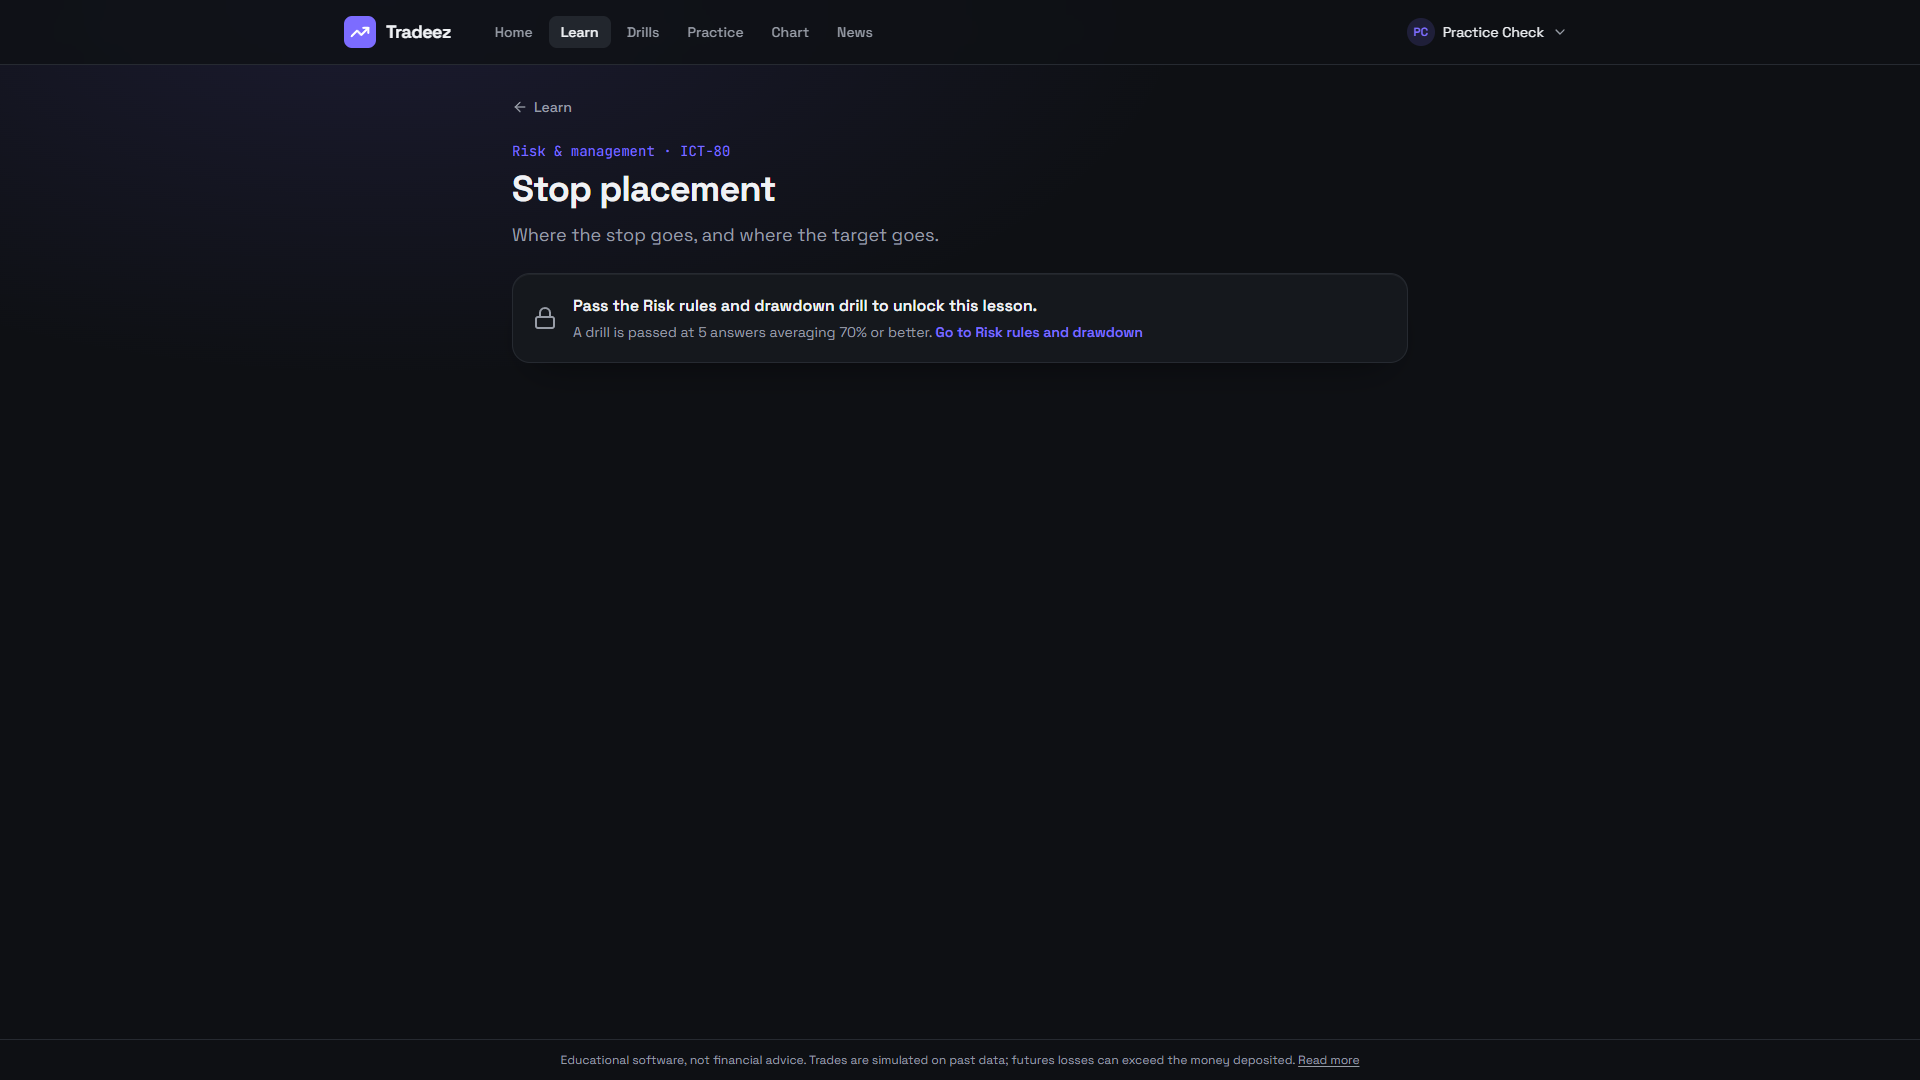 Tradeez
Home
Learn
Drills
Practice
Chart
News
PC
Practice Check
Learn
Risk & management · ICT-80
Stop placement
Where the stop goes, and where the target goes.
Pass the Risk rules and drawdown drill to unlock this lesson.
A drill is passed at 5 answers averaging 70% or better. Go to Risk rules and drawdown
Educational software, not financial advice. Trades are simulated on past data; futures losses can exceed the money deposited. Read more